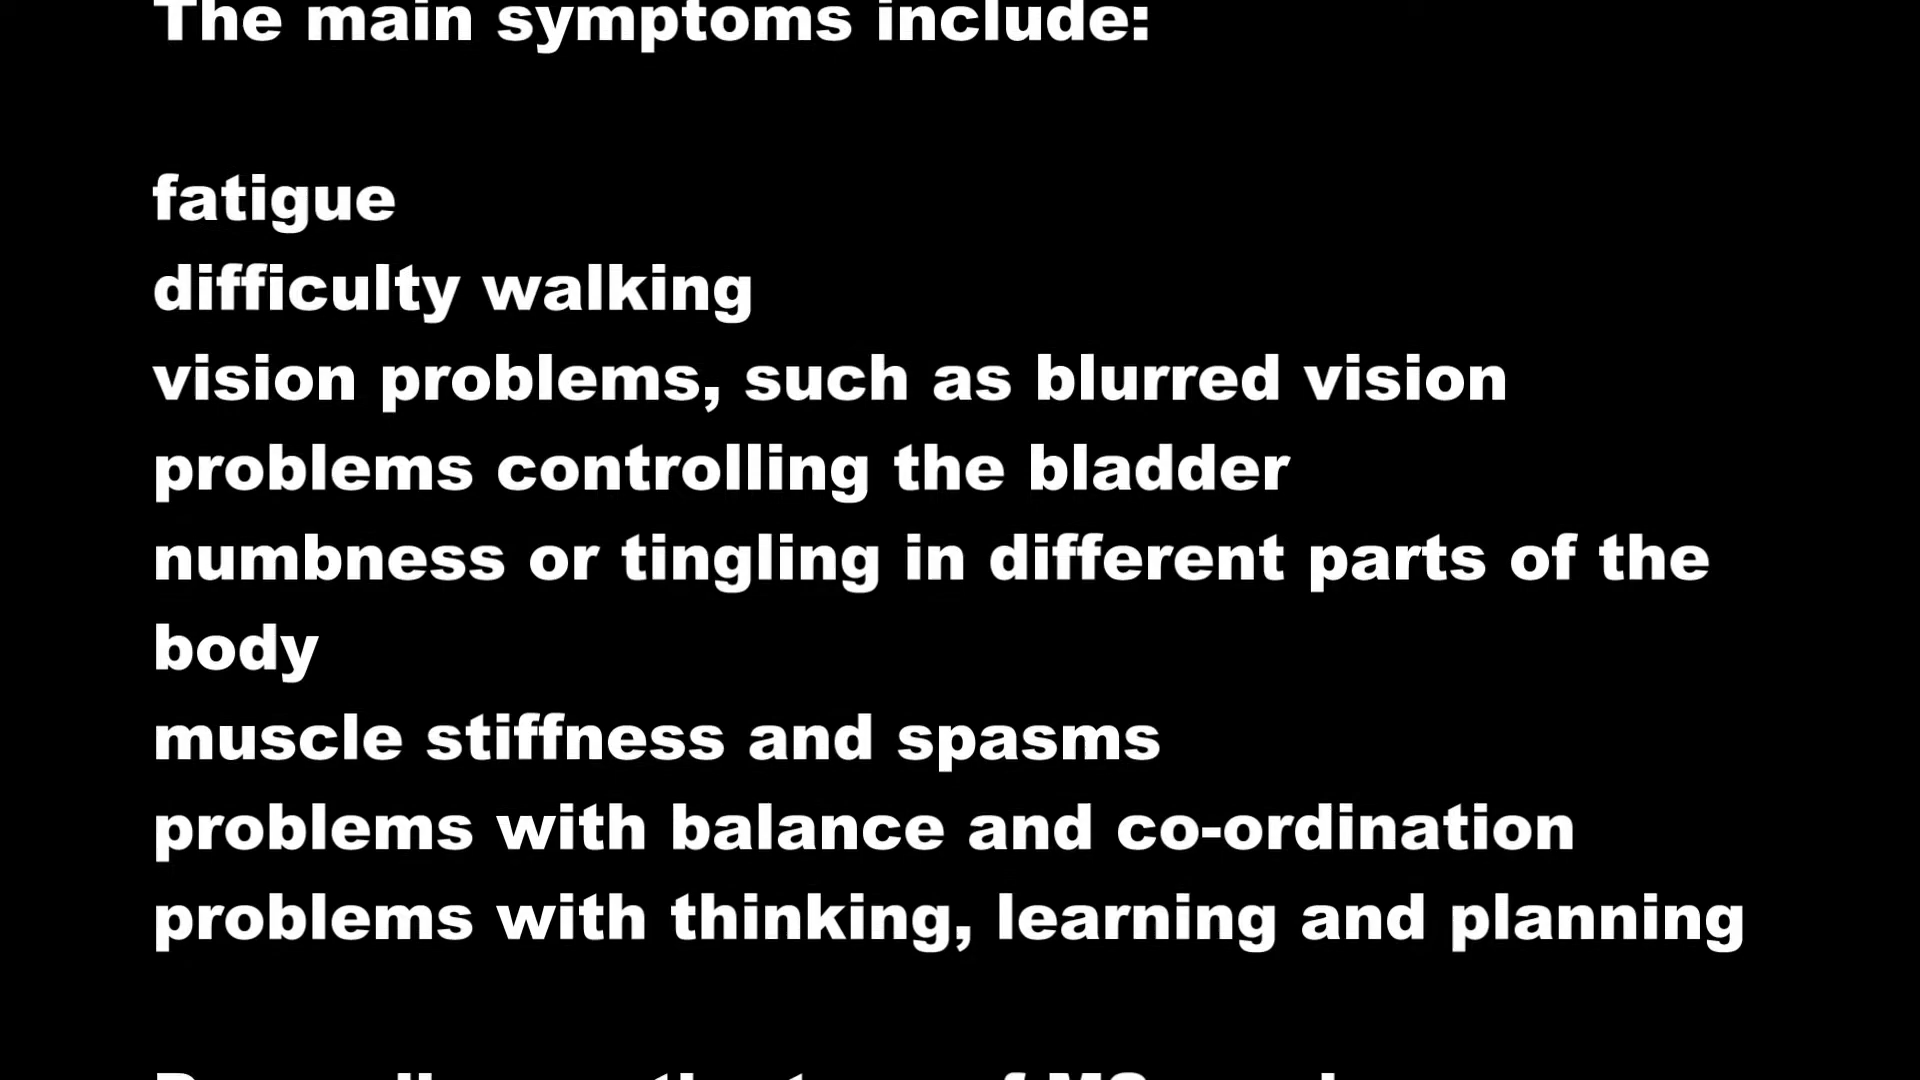 The main symptoms include:
fatigue
difficulty walking
vision problems, such as blurred vision
problems controlling the bladder
numbness or tingling in different parts of the
body
muscle stiffness and spasms
problems with balance and co-ordination
problems with thinking, learning and planning